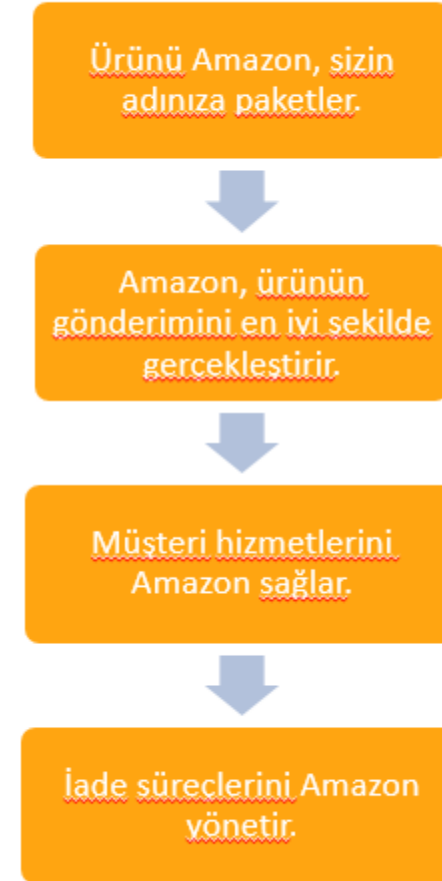 Ürünü Amazon, sizin
adınıza paketler.
Amazon, ürünün
gönderimini en iyi şekilde
gerçekleştirir.
Müşteri hizmetlerini
Amazon sağlar.
İade süreçlerini Amazon
yönetir.